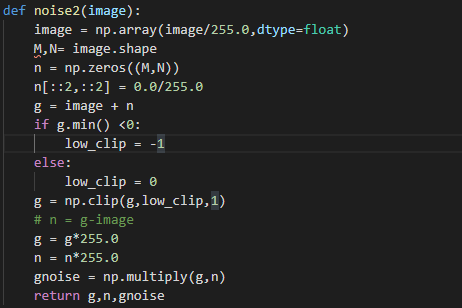 def noise2(image):
    image = np.array(image/255.0,dtype=float)
    M,N= image.shape
    n = np.zeros((M,N))
    n[::2,::2] = 0.0/255.0
    g = image + n
    if g.min() <0:
        low_clip = -1
    else:
        low_clip = 0
    g = np.clip(g,low_clip,1)
    # n = g-image
    g = g*255.0
    n = n*255.0
    gnoise = np.multiply(g,n)
    return g,n,gnoise